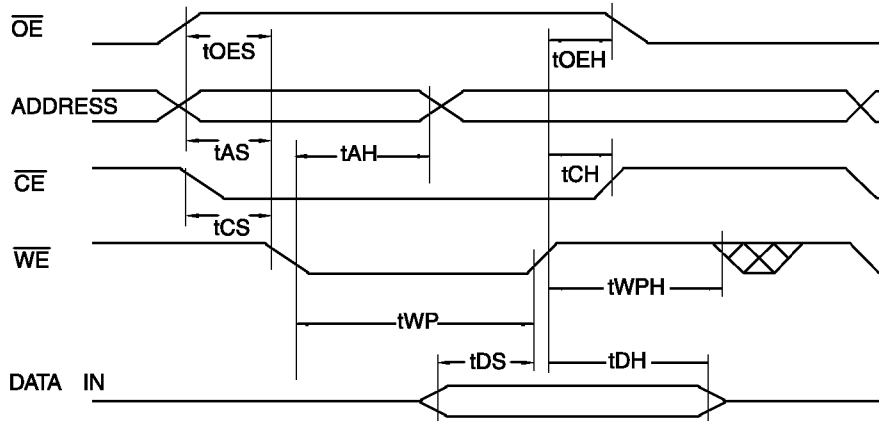 OE
tOES
tOEH
ADDRESS
tAS
tAH
tCH
CE
tCS
WE
tWPH
tWP
tDS
tDH
DATA IN